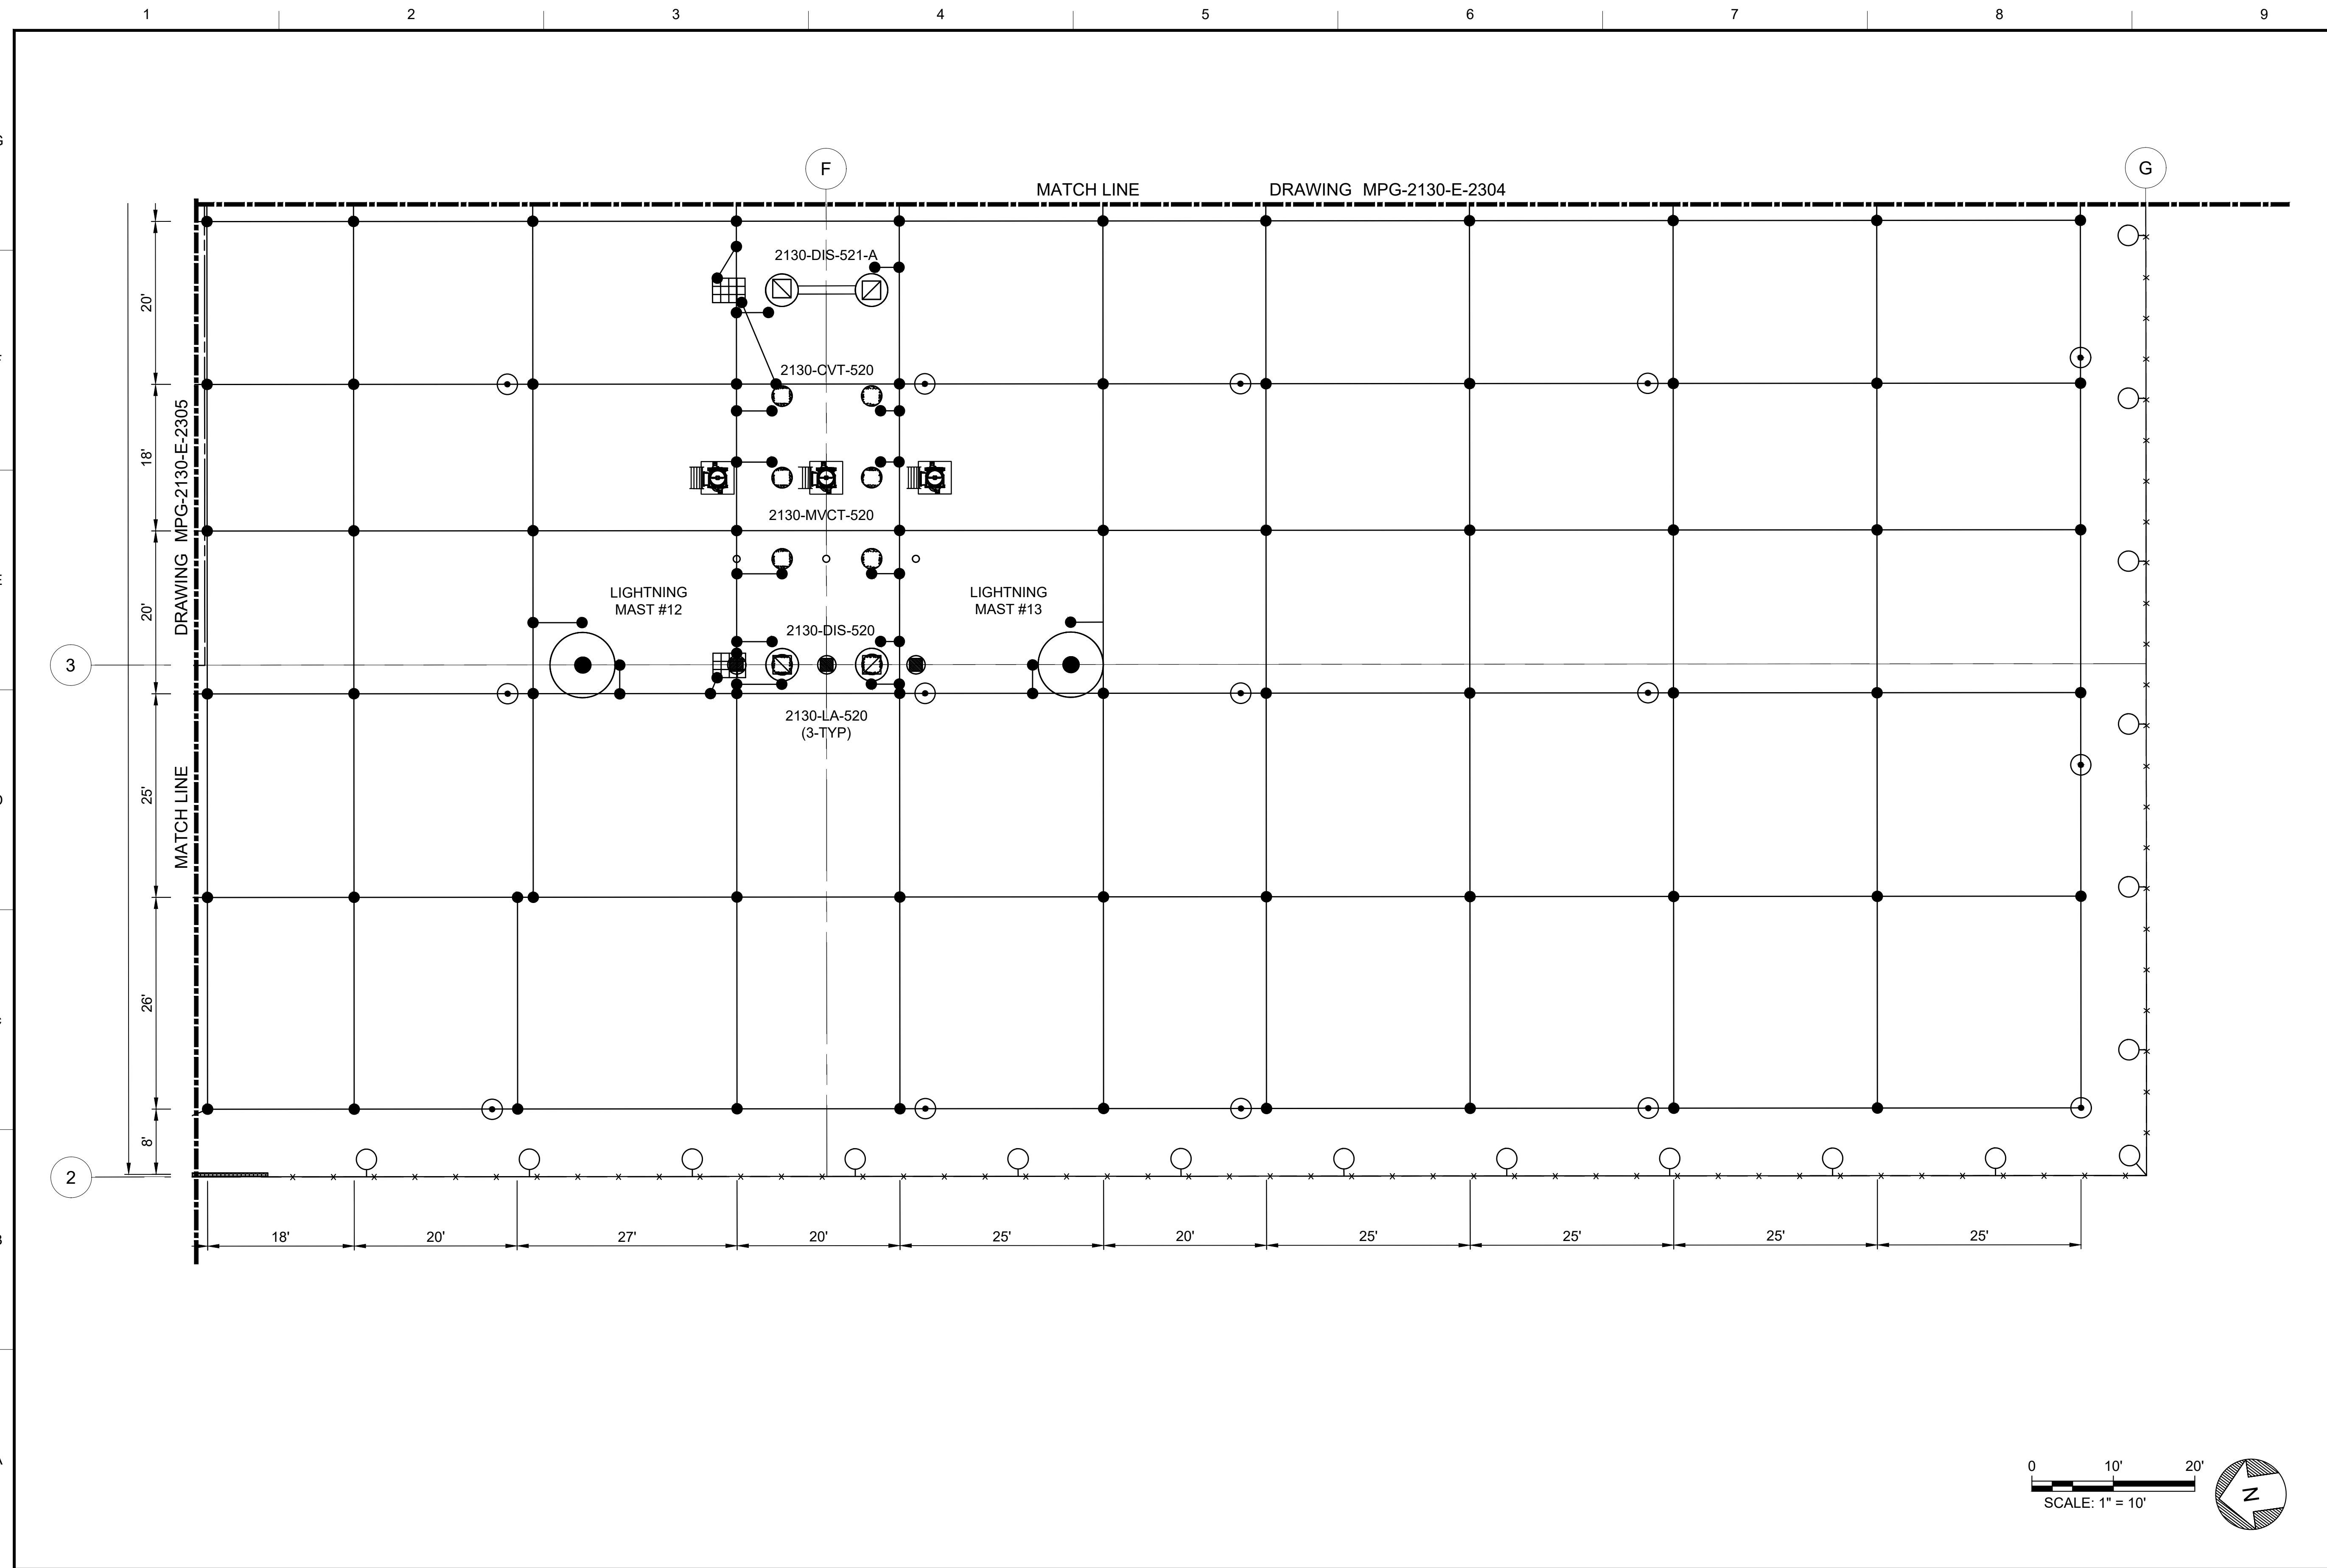 1 2 3 4 5 6 7 8 9
F
G
MATCH LINE DRAWING MPG-2130-E-2304
2130-DIS-521-A
20'
2130-CVT-520
18'
2130-MVCT-520
MATCH LINE DRAWING MPG-2130-E-2305
20'
LIGHTNING
MAST #12
LIGHTNING
MAST #13
2130-DIS-520
3
2130-LA-520
(3-TYP)
25'
26'
8'
2
18' 20' 27' 20' 25' 20' 25' 25' 25' 25'
0 10' 20'
SCALE: 1" = 10'
N